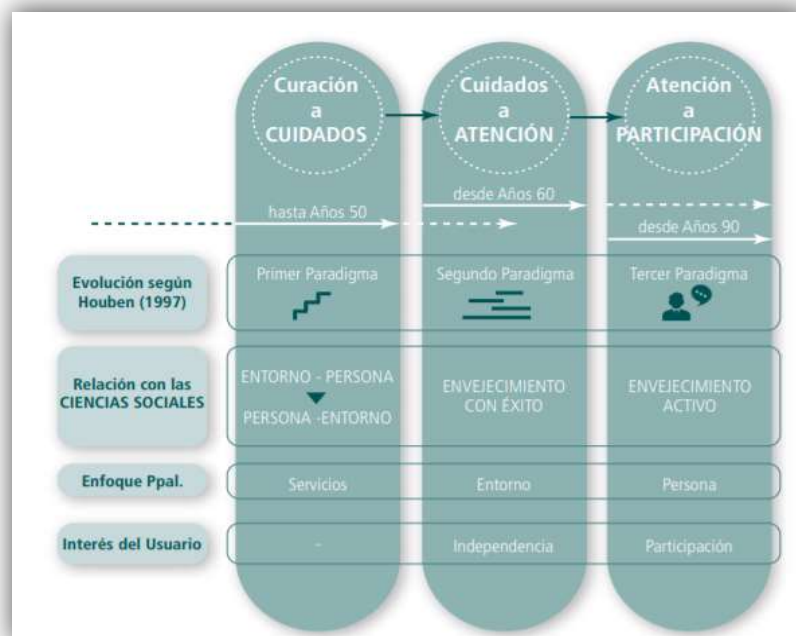 Curación
a
CUIDADOS
Cuidados
a
ATENCIÓN
Atención
a
PARTICIPACIÓN
hasta Años 50
desde Años 60
desde Años 90
Evolución según
Houben (1997)
Primer Paradigma
Segundo Paradigma
Tercer Paradigma
Relación con las
CIENCIAS SOCIALES
ENTORNO - PERSONA
PERSONA -ENTORNO
ENVEJECIMIENTO
CON ÉXITO
ENVEJECIMIENTO
ACTIVO
Enfoque Ppal.
Servicios
Entorno
Persona
Interés del Usuario
–
Independencia
Participación